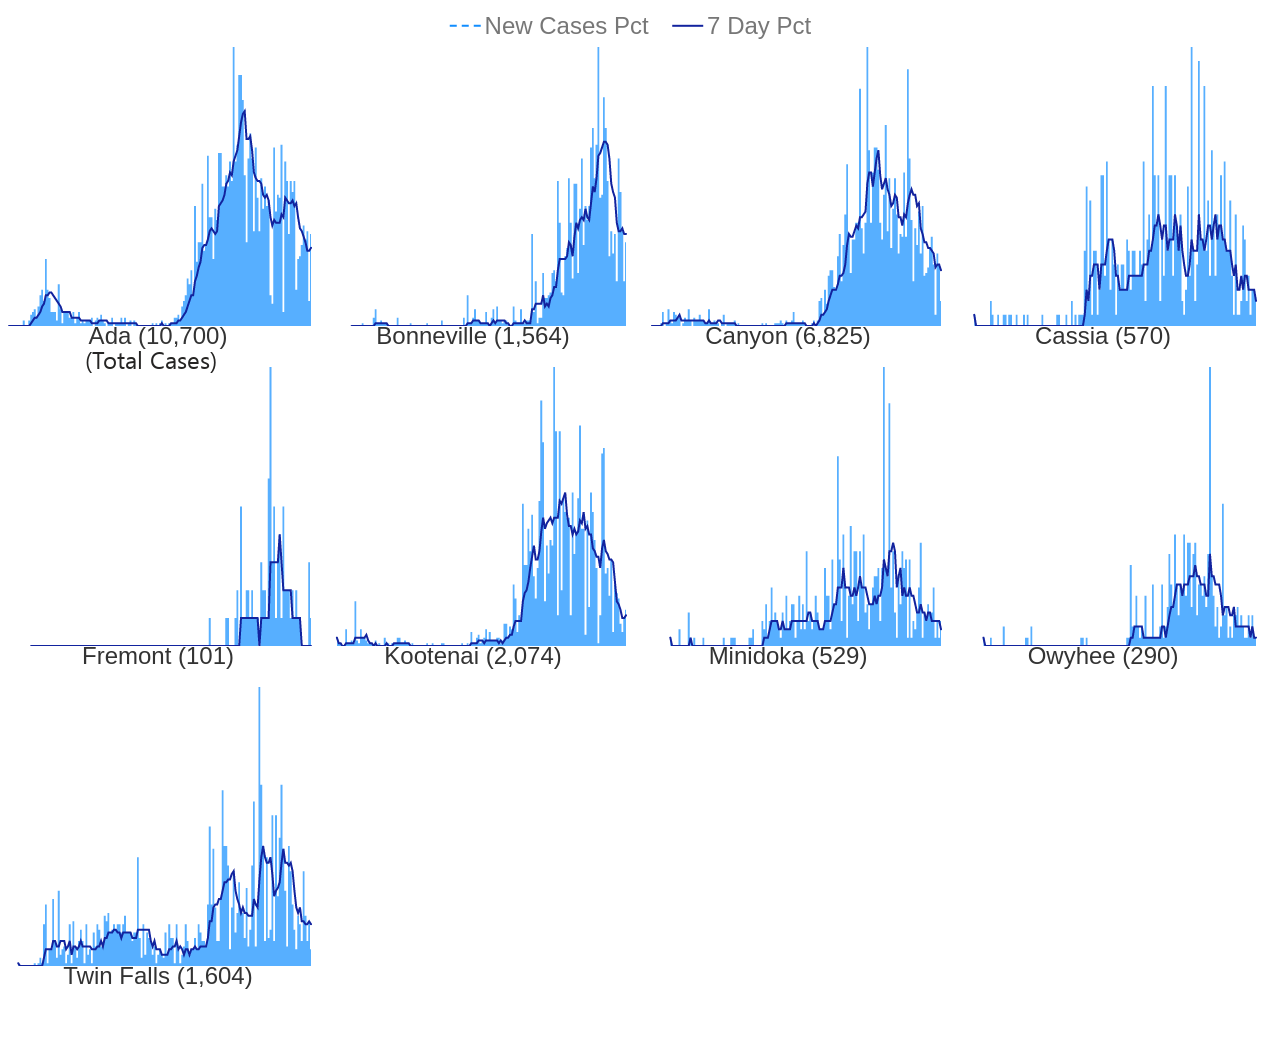 New Cases Pct 7 Day Pct
Ada (10,700) Bonneville (1,564) Canyon (6,825) Cassia (570)
(Total Cases)
Fremont (101) Kootenai (2,074) Minidoka (529) Owyhee (290)
Twin Falls (1,604)